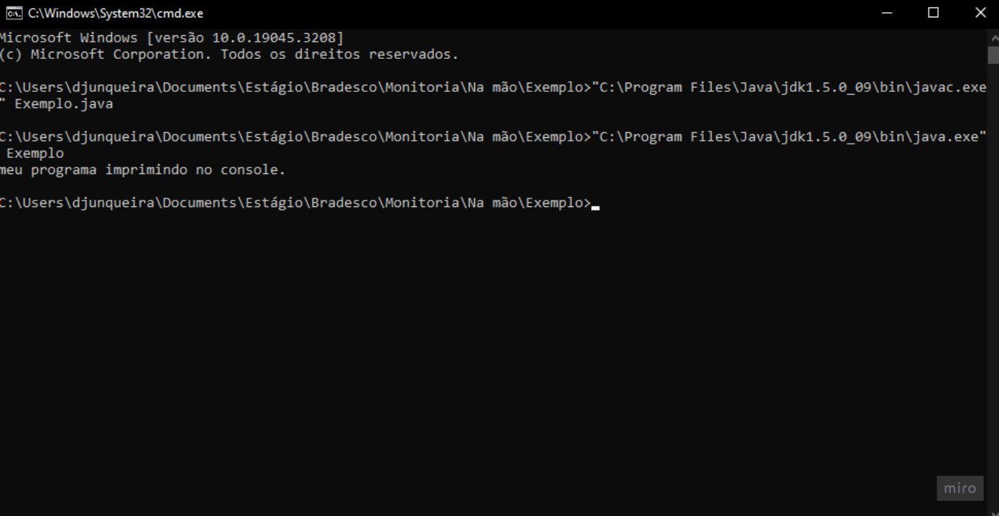 C:\Windows\System32\cmd.exe
Microsoft Windows [versão 10.0.19045.3208]
(c) Microsoft Corporation. Todos os direitos reservados.
C:\Users\djunqueira\Documents\Estágio\Bradesco\Monitoria\Na mão\Exemplo>"C:\Program Files\Java\jdk1.5.0_09\bin\javac.exe
" Exemplo.java
C:\Users\djunqueira\Documents\Estágio\Bradesco\Monitoria\Na mão\Exemplo>"C:\Program Files\Java\jdk1.5.0_09\bin\java.exe"
Exemplo
meu programa imprimindo no console.
C:\Users\djunqueira\Documents\Estágio\Bradesco\Monitoria\Na mão\Exemplo>
miro